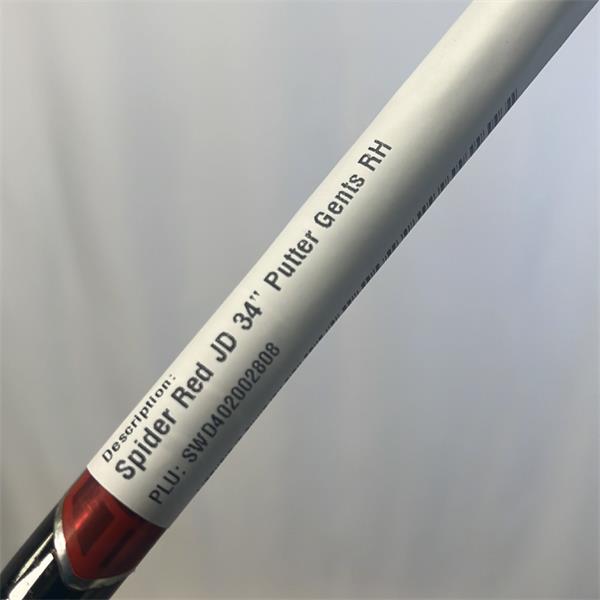 Description:
Spider Red JD 34" Putter Gents RH
PLU: SWD402002808